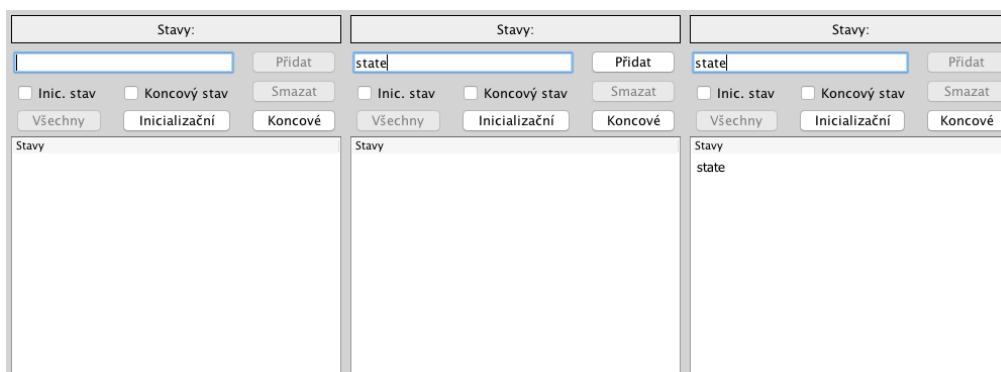 Stavy:
Přidat
Inic. stav Koncový stav Smazat
Všechny Inicializační Koncové
Stavy
Stavy:
state Přidat
Inic. stav Koncový stav Smazat
Všechny Inicializační Koncové
Stavy
Stavy:
state Přidat
Inic. stav Koncový stav Smazat
Všechny Inicializační Koncové
Stavy
state